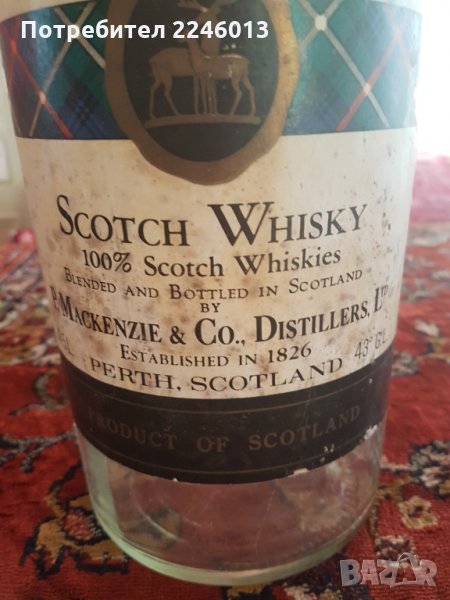 Потребител 2246013
SCOTCH WHISKY
100% Scotch Whiskies
BLENDED AND BOTTLED IN SCOTLAND
BY
P. MACKENZIE & CO., DISTILLERS, LTD
ESTABLISHED IN 1826
PERTH, SCOTLAND 43° GL
PRODUCT OF SCOTLAND
BAZAR